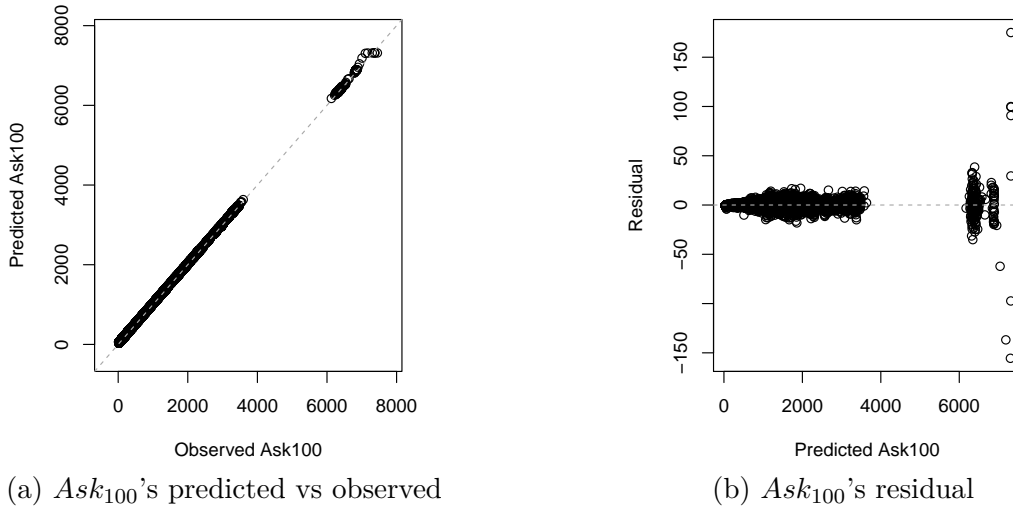 8000
6000
4000
2000
0
Predicted Ask100
0 2000 4000 6000 8000
Observed Ask100
(a) Ask100's predicted vs observed
150
100
50
0
−50
−150
Residual
0 2000 4000 6000
Predicted Ask100
(b) Ask100's residual